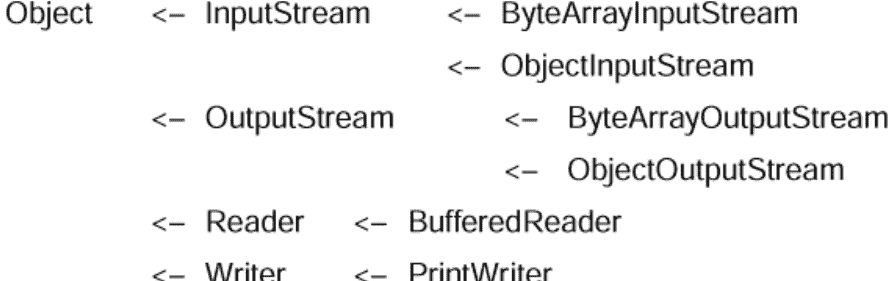 Object <– InputStream <– ByteArrayInputStream
<– ObjectInputStream
<– OutputStream <– ByteArrayOutputStream
<– ObjectOutputStream
<– Reader <– BufferedReader
<– Writer <– PrintWriter